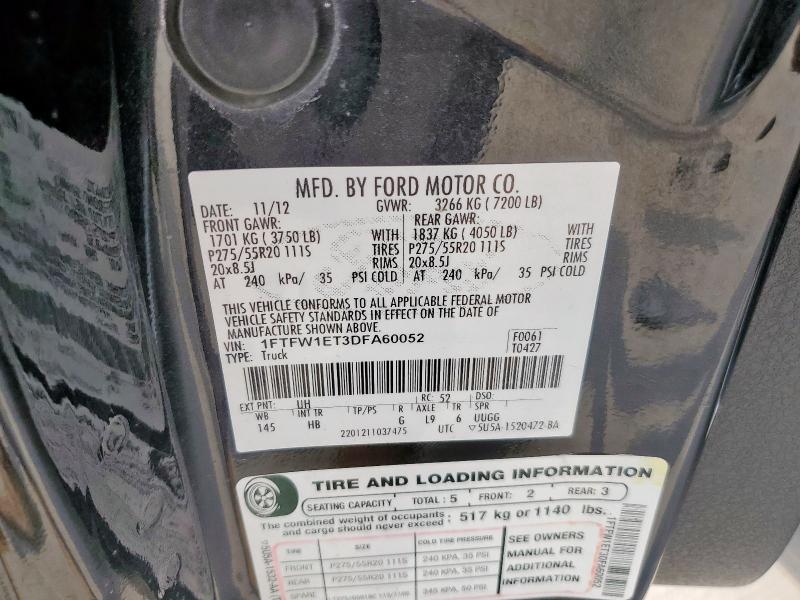 MFD. BY FORD MOTOR CO.
DATE: 11/12 GVWR: 3266 KG ( 7200 LB)
FRONT GAWR: REAR GAWR:
1701 KG ( 3750 LB) WITH 1837 KG ( 4050 LB) WITH
P275/55R20 111S TIRES P275/55R20 111S TIRES
20x8.5J RIMS 20x8.5J RIMS
AT 240 kPa/ 35 PSI COLD AT 240 kPa/ 35 PSI COLD
THIS VEHICLE CONFORMS TO ALL APPLICABLE FEDERAL MOTOR
VEHICLE SAFETY STANDARDS IN EFFECT ON THE DATE OF
MANUFACTURE SHOWN ABOVE.
VIN: 1FTFW1ET3DFA60052 F0061
TYPE: Truck T0427
EXT PNT: UH RC: 52 DSO:
WB INT TR TP/PS R AXLE TR SPR
145 HB G L9 6 UUGG
2201211037475 UTC ▽5U5A-1520472-BA
TIRE AND LOADING INFORMATION
SEATING CAPACITY TOTAL : 5 FRONT: 2 REAR: 3
The combined weight of occupants and cargo should never exceed : 517 kg or 1140 lbs.
TIRE SIZE COLD TIRE PRESSURE
FRONT P275/55R20 111S 240 KPA, 35 PSI
REAR P275/55R20 111S 240 KPA, 35 PSI
SPARE 345 KPA, 50 PSI
SEE OWNERS
MANUAL FOR
ADDITIONAL
INFORMATION
1FTFW1ET3DFA60052